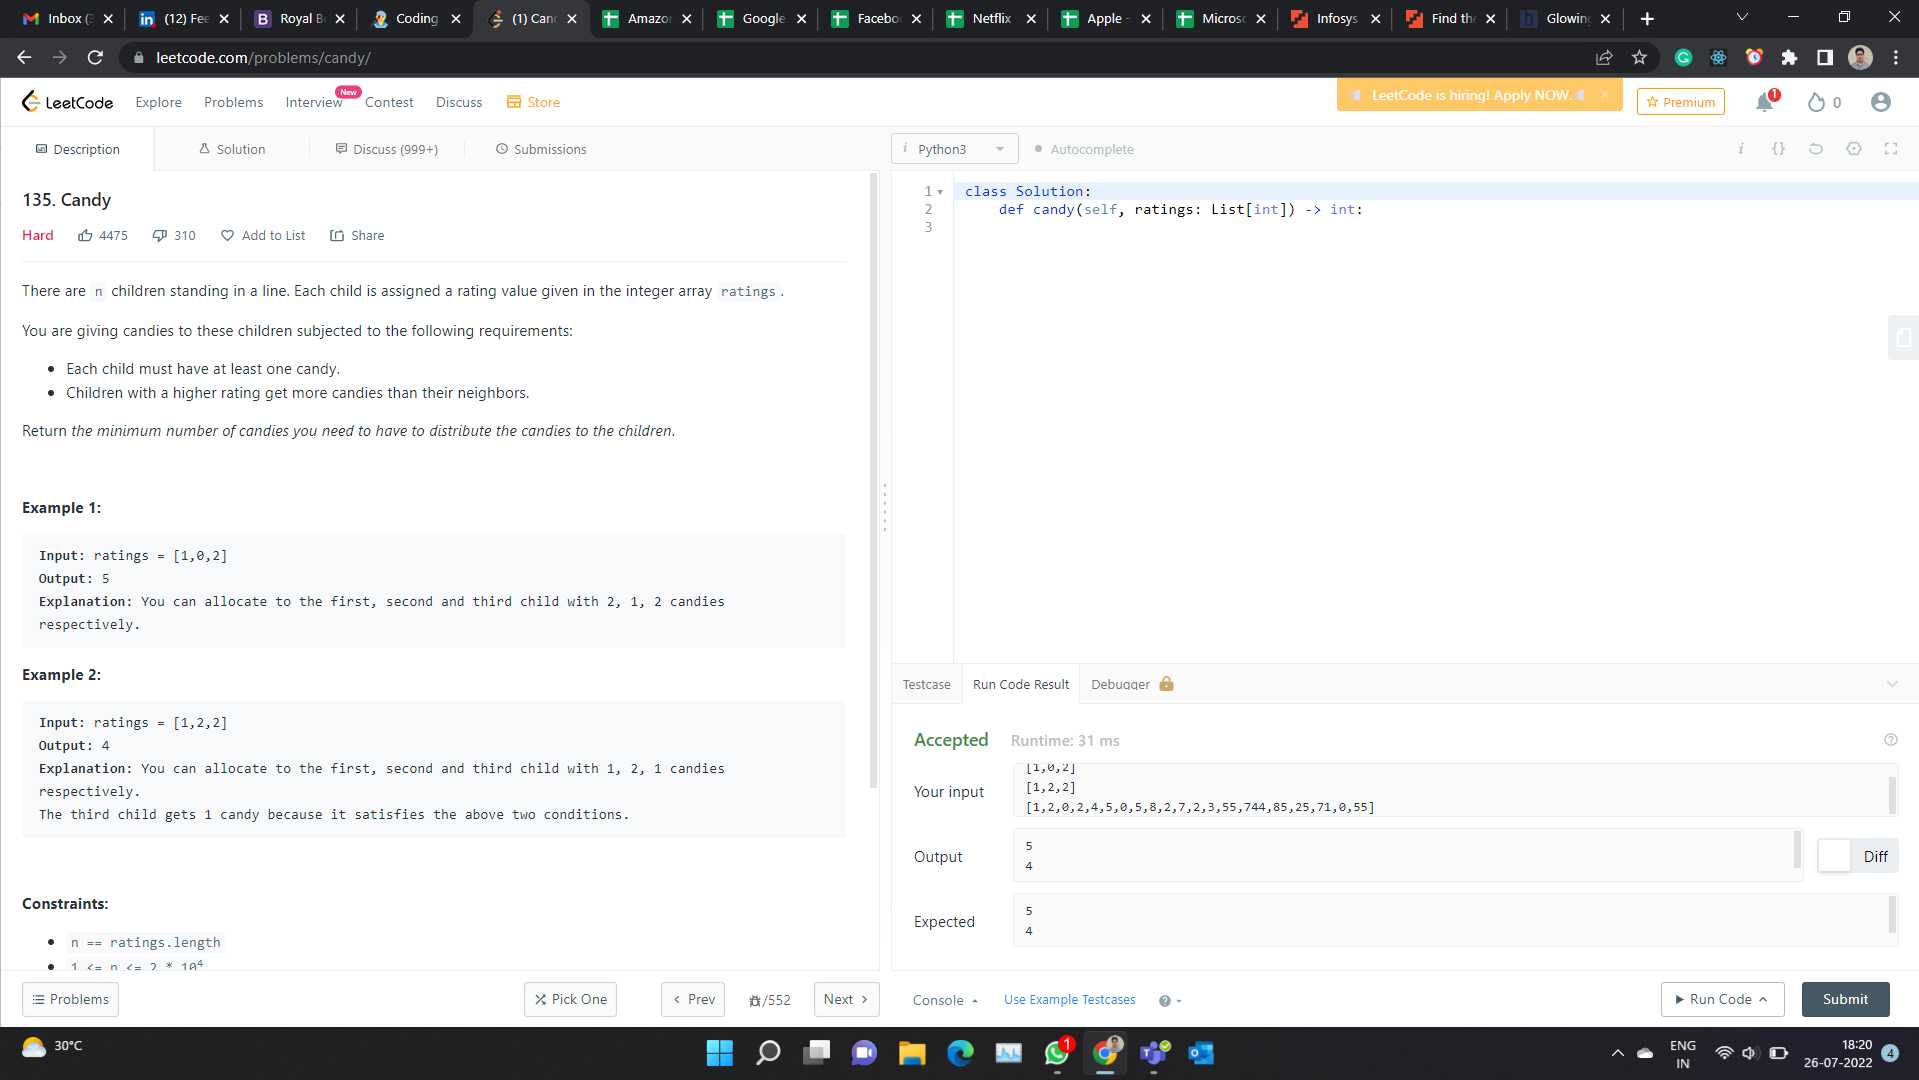 Inbox (3
(12) Fee
Royal B
Coding
(1) Can
Amazo
Google
Facebo
Netflix
Apple -
Micros
Infosys
Find th
Glowin
leetcode.com/problems/candy/
LeetCode
Explore
Problems
Interview
New
Contest
Discuss
Store
LeetCode is hiring! Apply NOW.
Premium
1
0
Description
Solution
Discuss (999+)
Submissions
i Python3
Autocomplete
135. Candy
Hard
4475
310
Add to List
Share
There are n children standing in a line. Each child is assigned a rating value given in the integer array ratings .
You are giving candies to these children subjected to the following requirements:
Each child must have at least one candy.
Children with a higher rating get more candies than their neighbors.
Return the minimum number of candies you need to have to distribute the candies to the children.
Example 1:
Input: ratings = [1,0,2]
Output: 5
Explanation: You can allocate to the first, second and third child with 2, 1, 2 candies
respectively.
Example 2:
Input: ratings = [1,2,2]
Output: 4
Explanation: You can allocate to the first, second and third child with 1, 2, 1 candies
respectively.
The third child gets 1 candy because it satisfies the above two conditions.
Constraints:
n == ratings.length
1 <= n <= 2 * 10⁴
Problems
Pick One
< Prev
/552
Next >
1 class Solution:
2 def candy(self, ratings: List[int]) -> int:
3
Testcase
Run Code Result
Debugger
Accepted
Runtime: 31 ms
Your input
[1,0,2]
[1,2,2]
[1,2,0,2,4,5,0,5,8,2,7,2,3,55,744,85,25,71,0,55]
Output
5
4
Diff
Expected
5
4
Console
Use Example Testcases
Run Code
Submit
30°C
1
ENG
IN
18:20
26-07-2022
4